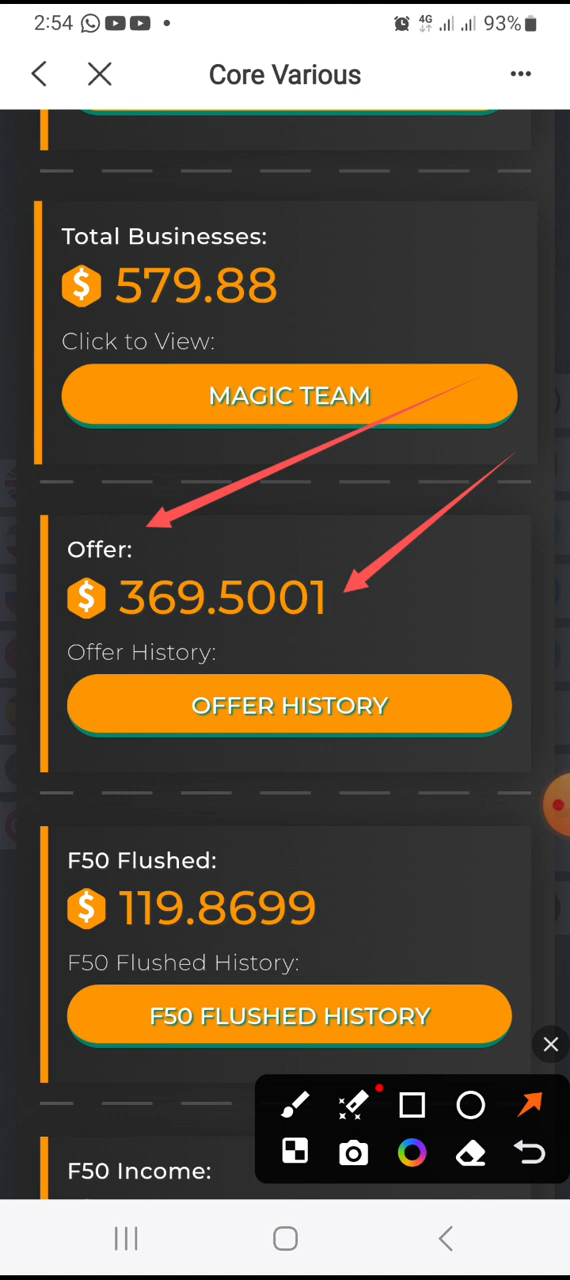 2:54 4G 93%
Core Various
Total Businesses:
$ 579.88
Click to View:
MAGIC TEAM
Offer:
$ 369.5001
Offer History:
OFFER HISTORY
F50 Flushed:
$ 119.8699
F50 Flushed History:
F50 FLUSHED HISTORY
F50 Income: